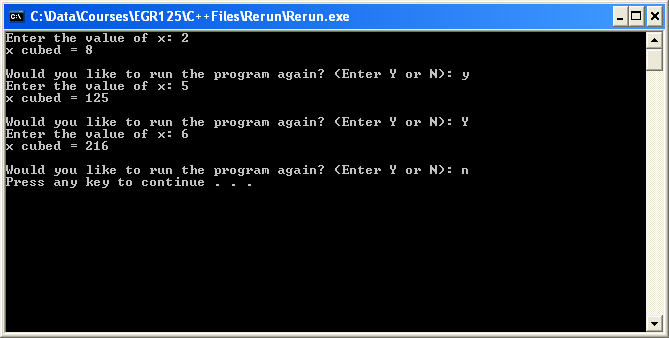 C:\Data\Courses\EGR125\C++Files\Rerun\Rerun.exe
Enter the value of x: 2
x cubed = 8
Would you like to run the program again? (Enter Y or N): y
Enter the value of x: 5
x cubed = 125
Would you like to run the program again? (Enter Y or N): Y
Enter the value of x: 6
x cubed = 216
Would you like to run the program again? (Enter Y or N): n
Press any key to continue . . .